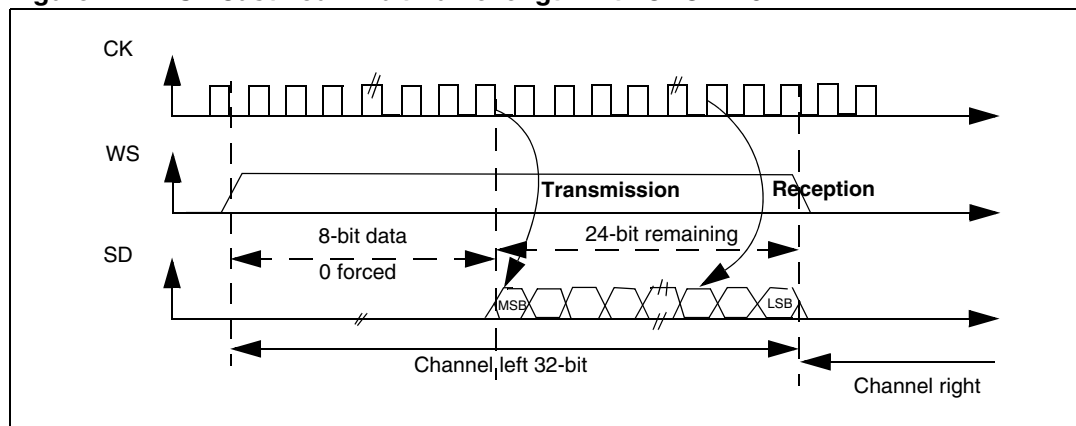 CK
WS
Transmission
Reception
8-bit data
24-bit remaining
SD
0 forced
MSB
LSB
Channel left 32-bit
Channel right